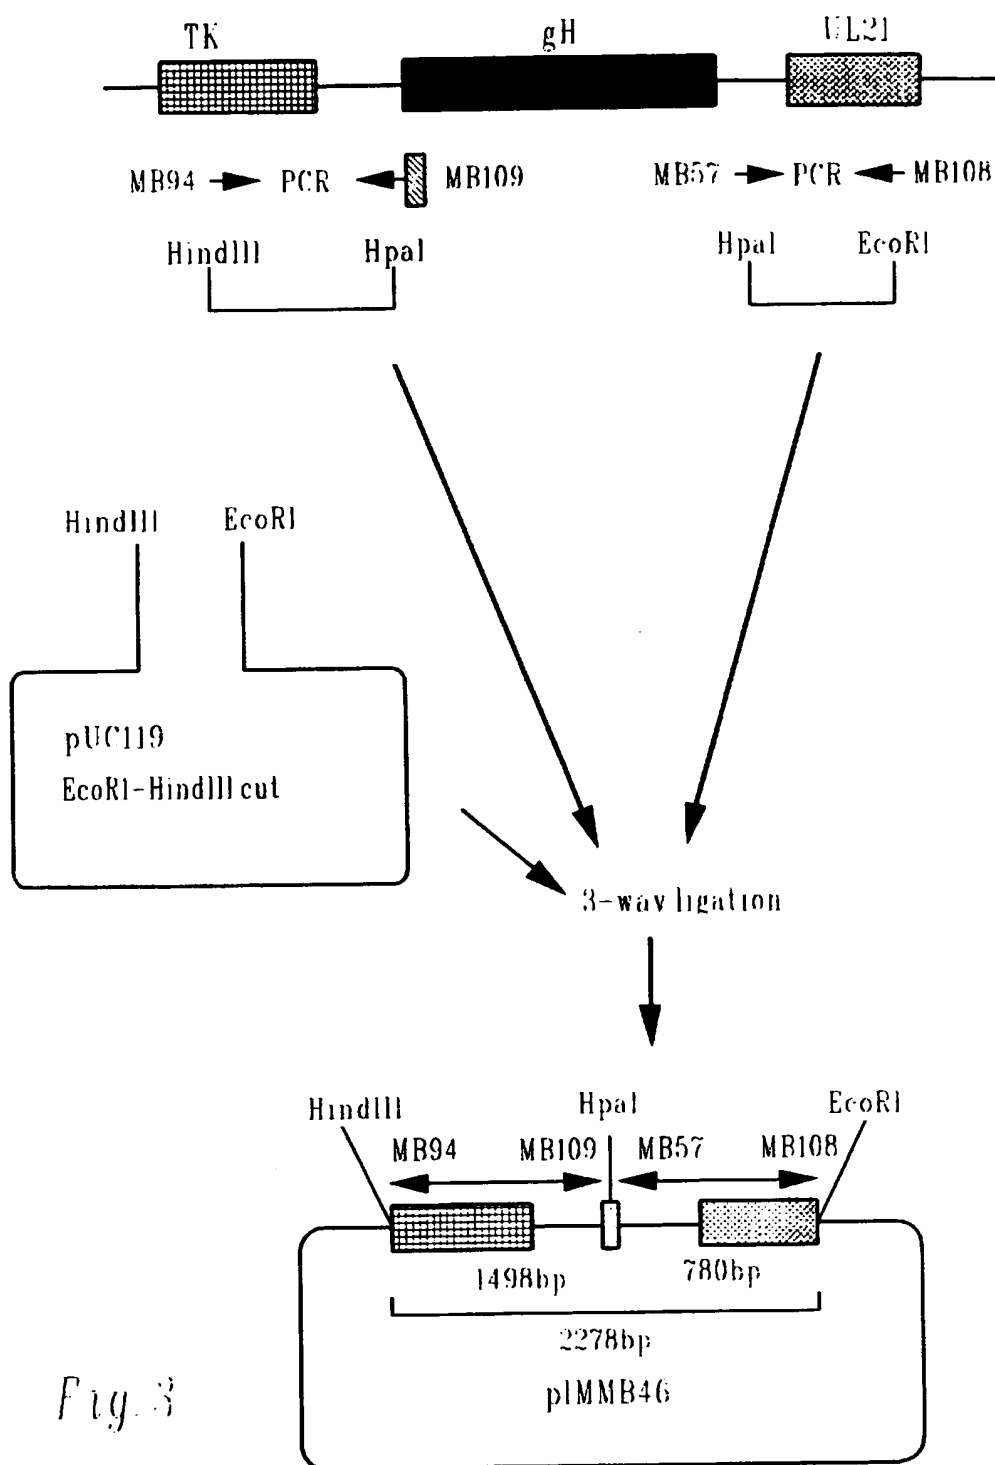 TK gH UL21
MB94 PCR MB109 MB57 PCR MB108
HindIII HpaI HpaI EcoRI
HindIII EcoRI
pUC119
EcoRI-HindIII cut
3-way ligation
HindIII HpaI EcoRI
MB94 MB109 MB57 MB108
1498bp 780bp
2278bp
pIMMB46
Fig. 3